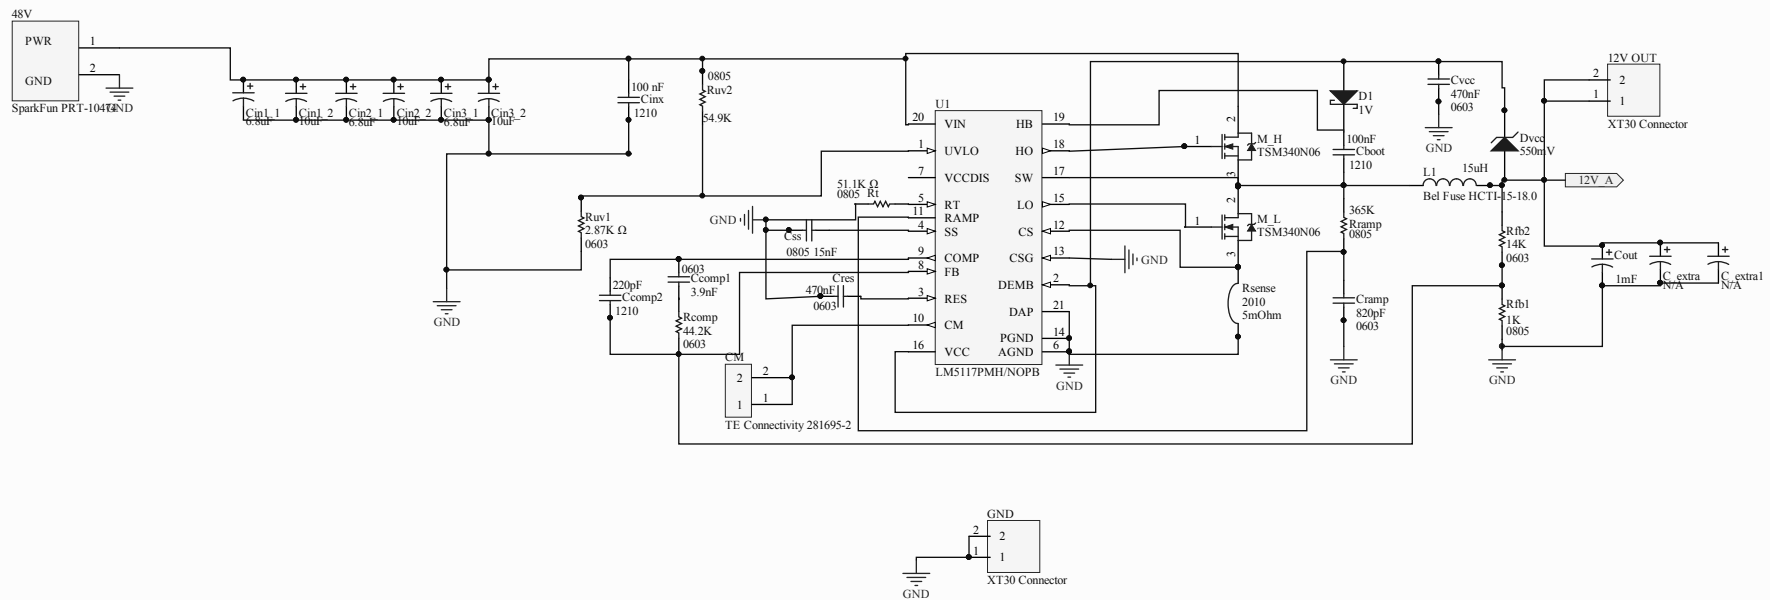 48V
PWR
1
GND
2
SparkFun PRT-10474
GND
Cin1_1
6.8uF
Cin1_2
10uF
Cin2_1
6.8uF
Cin2_2
10uF
Cin3_1
6.8uF
Cin3_2
10uF
100 nF
Cinx
1210
0805
Ruv2
54.9K
Ruv1
2.87K Ω
0603
GND
U1
20 VIN HB 19
1 UVLO HO 18
7 VCCDIS SW 17
5 RT LO 15
11 RAMP
4 SS CS 12
9 COMP CSG 13
8 FB
DEMB 2
3 RES
DAP 21
10 CM
PGND 14
16 VCC AGND 6
LM5117PMH/NOPB
GND
51.1K Ω
0805 Rt
GND
Css
0805 15nF
Cres
470nF
0603
0603
Ccomp1
3.9nF
220pF
Ccomp2
1210
Rcomp
44.2K
0603
CM
2 2
1 1
TE Connectivity 281695-2
GND
2
1
M_H
TSM340N06
3
2
1
M_L
TSM340N06
3
Rsense
2010
5mOhm
D1
1V
100nF
Cboot
1210
365K
Rramp
0805
Cramp
820pF
0603
GND
Cvcc
470nF
0603
GND
Dvcc
550mV
L1
15uH
Bel Fuse HCTI-15-18.0
Rfb2
14K
0603
Rfb1
1K
0805
GND
12V OUT
2 2
1 1
XT30 Connector
12V_A
Cout
1mF
C_extra
N/A
C_extra1
N/A
GND
2 2
1 1
XT30 Connector
GND